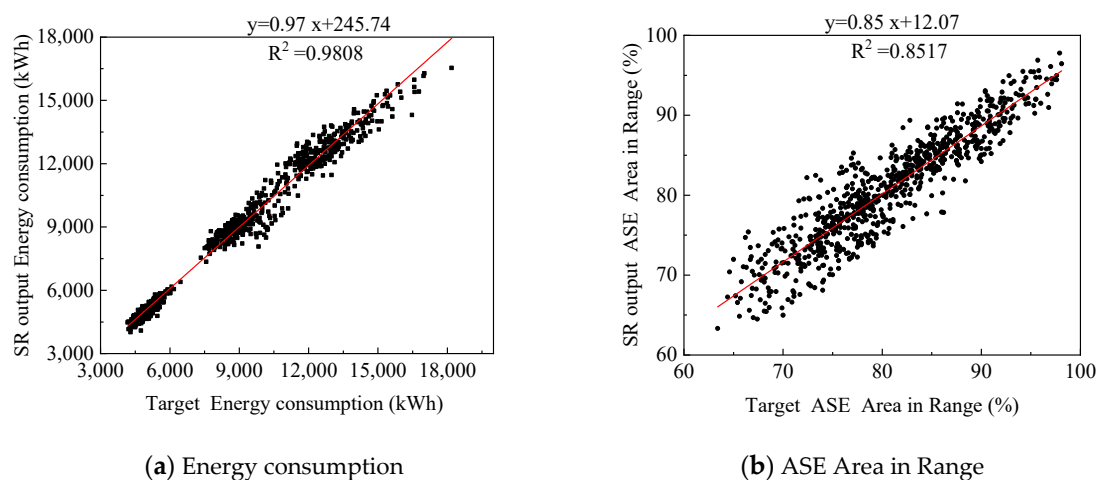 y=0.97 x+245.74
R² =0.9808
18,000
15,000
12,000
9,000
6,000
3,000
SR output Energy consumption (kWh)
3,000 6,000 9,000 12,000 15,000 18,000
Target Energy consumption (kWh)
(a) Energy consumption
y=0.85 x+12.07
R² =0.8517
100
90
80
70
60
SR output ASE Area in Range (%)
60 70 80 90 100
Target ASE Area in Range (%)
(b) ASE Area in Range